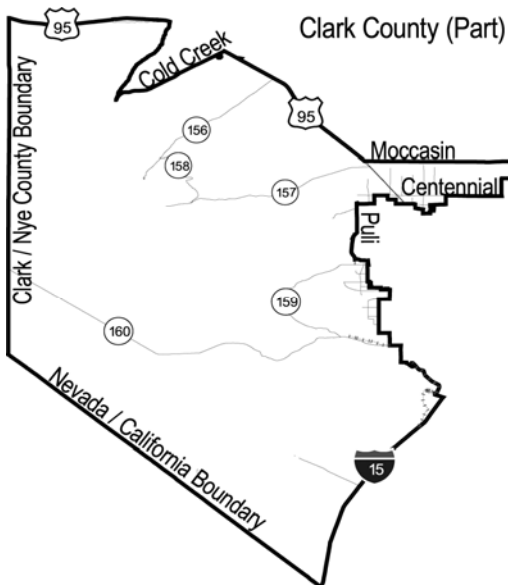 Clark County (Part)
95
Cold Creek
95
156
Moccasin
158
Centennial
157
Puli
Clark / Nye County Boundary
159
160
Nevada / California Boundary
15